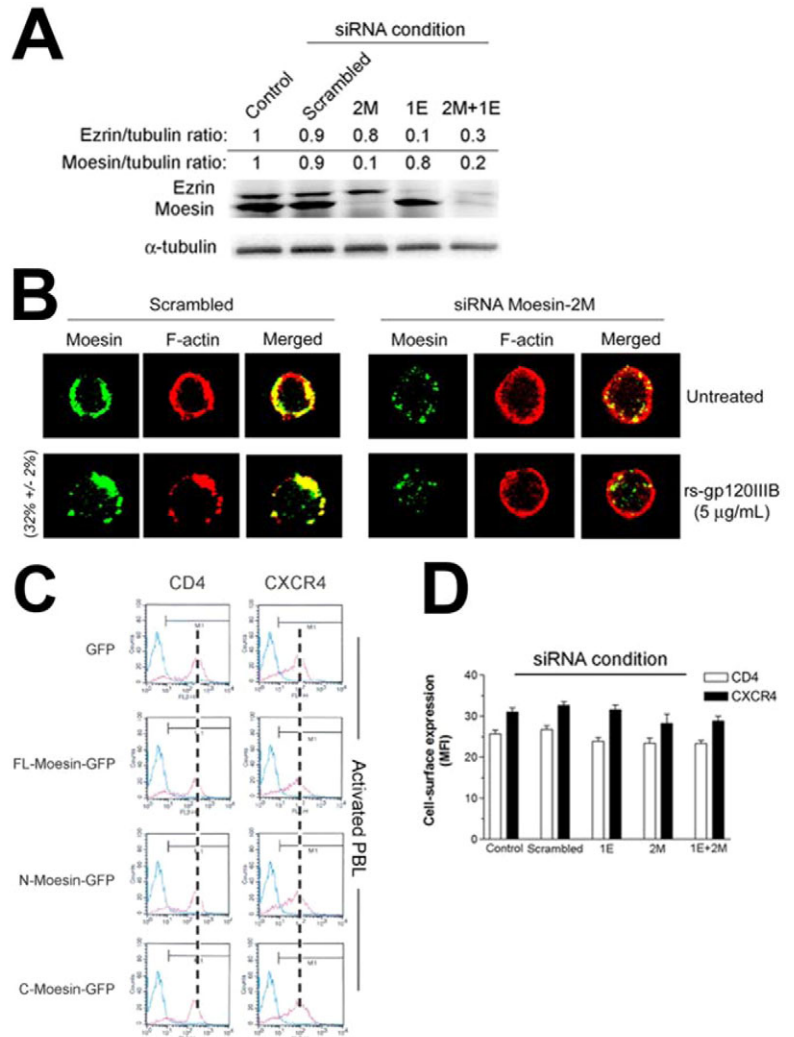 A
siRNA condition
Control Scrambled 2M 1E 2M+1E
Ezrin/tubulin ratio: 1 0.9 0.8 0.1 0.3
Moesin/tubulin ratio: 1 0.9 0.1 0.8 0.2
Ezrin
Moesin
α-tubulin
B
Scrambled siRNA Moesin-2M
Moesin F-actin Merged Moesin F-actin Merged
Untreated
(32% +/- 2%)
rs-gp120IIIB
(5 μg/mL)
C
CD4 CXCR4
GFP
FL-Moesin-GFP
N-Moesin-GFP
C-Moesin-GFP
Activated PBL
D
siRNA condition
CD4
CXCR4
Cell-surface expression
(MFI)
40
30
20
10
0
Control Scrambled 1E 2M 1E+2M